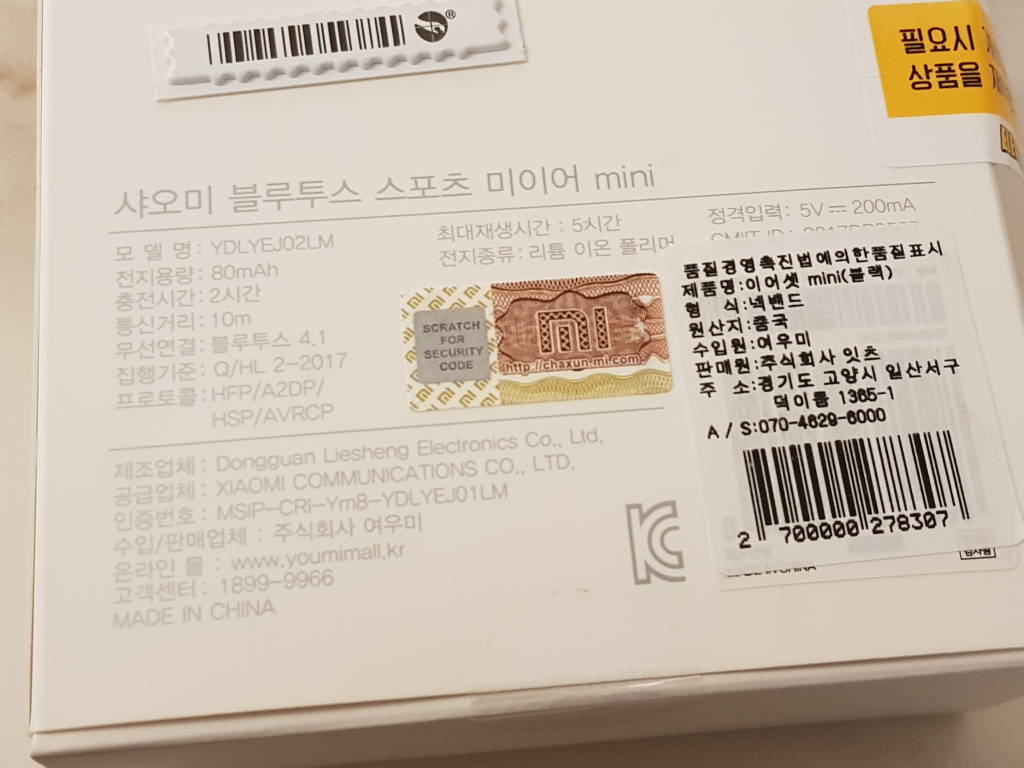 ®
필요시
상품을
샤오미 블루투스 스포츠 미이어 mini
모 델 명 : YDLYEJ02LM
전지용량 : 80mAh
충전시간 : 2시간
통신거리 : 10m
무선연결 : 블루투스 4.1
집행기준 : Q/HL 2-2017
프로토콜 : HFP/A2DP/
HSP/AVRCP
최대재생시간 : 5시간
전지종류 : 리튬 이온 폴리머
정격입력 : 5V 200mA
SCRATCH
FOR
SECURITY
CODE
http://chaxun.mi.com
제조업체 : Dongguan Liesheng Electronics Co., Ltd.
공급업체 : XIAOMI COMMUNICATIONS CO., LTD.
인증번호 : MSIP-CRI-Ym8-YDLYEJ01LM
수입/판매업체 : 주식회사 여우미
온라인 몰 : www.youmimall.kr
고객센터 : 1899-9966
MADE IN CHINA
품질경영촉진법에의한품질표시
제품명:이어셋 mini(블랙)
형 식:넥밴드
원산지:중국
수입원:여우미
판매원:주식회사 잇츠
주 소:경기도 고양시 일산서구
덕이동 1365-1
A / S:070-4629-6000
2 700000 278307